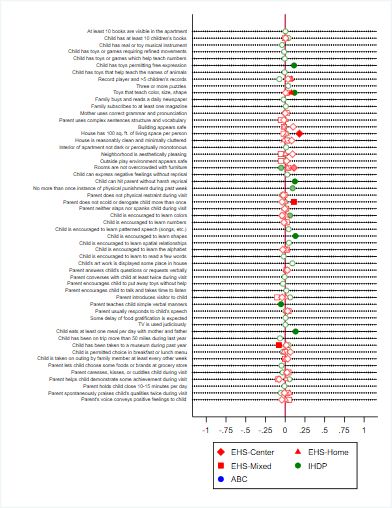 At least 10 books are visible in the apartment
Child has at least 10 children's books
Child has real or toy musical instrument
Child has toys or games requiring refined movements
Child has toys or games which help teach numbers
Child has toys permitting free expression
Child has toys that help teach the names of animals
Record player and >5 children's records
Three or more puzzles
Toys that teach color, size, shape
Family buys and reads a daily newspaper
Family subscribes to at least one magazine
Mother uses correct grammar and pronunciation
Parent uses complex sentences structure and vocabulary
Building appears safe
House has 100 sq. ft. of living space per person
House is reasonably clean and minimally cluttered
Interior of apartment not dark or perceptually monotonous
Neighborhood is aesthetically pleasing
Outside play environment appears safe
Rooms are not overcrowded with furniture
Child can express negative feelings without reprisal
Child can hit parent without harsh reprisal
No more than once instance of physical punishment during past week
Parent does not physical restraint during visit
Parent does not scold or derogate child more than once
Parent neither slaps nor spanks child during visit
Child is encouraged to learn colors
Child is encouraged to learn numbers
Child is encouraged to learn patterned speech (songs, etc.)
Child is encouraged to learn shapes
Child is encouraged to learn spatial relationships
Child is encouraged to learn the alphabet
Child is encouraged to learn to read a few words
Child's art work is displayed some place in house
Parent answers child's questions or requests verbally
Parent converses with child at least twice during visit
Parent encourages child to put away toys without help
Parent encourages child to talk and takes time to listen
Parent introduces visitor to child
Parent teaches child simple verbal manners
Parent usually responds to child's speech
Some delay of food gratification is expected
TV is used judiciously
Child eats at least one meal per day with mother and father
Child has been on trip more than 50 miles during last year
Child has been taken to a museum during past year
Child is permitted choice in breakfast or lunch menu
Child is taken on outing by family member at least every other week
Parent lets child choose some foods or brands at grocery store
Parent caresses, kisses, or cuddles child during visit
Parent helps child demonstrate some achievement during visit
Parent holds child close 10-15 minutes per day
Parent spontaneously praises child's qualities twice during visit
Parent's voice conveys positive feelings to child
-1 -.75 -.5 -.25 0 .25 .5 .75 1
EHS-Center EHS-Home
EHS-Mixed IHDP
ABC